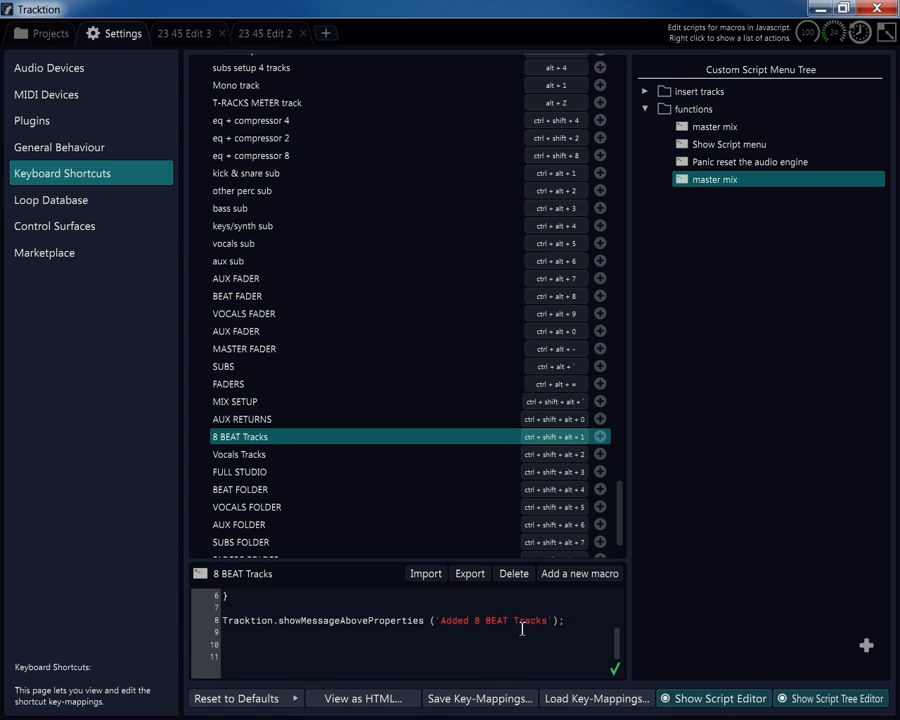 Tracktion
Projects
Settings
23 45 Edit 3
23 45 Edit 2
Edit scripts for macros in Javascript.
Right click to show a list of actions.
100
24
Audio Devices
MIDI Devices
Plugins
General Behaviour
Keyboard Shortcuts
Loop Database
Control Surfaces
Marketplace
subs setup 4 tracks alt + 4
Mono track alt + 1
T-RACKS METER track alt + Z
eq + compressor 4 ctrl + shift + 4
eq + compressor 2 ctrl + shift + 2
eq + compressor 8 ctrl + shift + 8
kick & snare sub ctrl + alt + 1
other perc sub ctrl + alt + 2
bass sub ctrl + alt + 3
keys/synth sub ctrl + alt + 4
vocals sub ctrl + alt + 5
aux sub ctrl + alt + 6
AUX FADER ctrl + alt + 7
BEAT FADER ctrl + alt + 8
VOCALS FADER ctrl + alt + 9
AUX FADER ctrl + alt + 0
MASTER FADER ctrl + alt + -
SUBS ctrl + alt + `
FADERS ctrl + alt + =
MIX SETUP ctrl + shift + alt + `
AUX RETURNS ctrl + shift + alt + 0
8 BEAT Tracks ctrl + shift + alt + 1
Vocals Tracks ctrl + shift + alt + 2
FULL STUDIO ctrl + shift + alt + 3
BEAT FOLDER ctrl + shift + alt + 4
VOCALS FOLDER ctrl + shift + alt + 5
AUX FOLDER ctrl + shift + alt + 6
SUBS FOLDER ctrl + shift + alt + 7
Custom Script Menu Tree
insert tracks
functions
master mix
Show Script menu
Panic reset the audio engine
master mix
8 BEAT Tracks
Import
Export
Delete
Add a new macro
6 }
7
8 Tracktion.showMessageAboveProperties ('Added 8 BEAT Tracks');
9
10
11
Keyboard Shortcuts:
This page lets you view and edit the
shortcut key-mappings.
Reset to Defaults
View as HTML...
Save Key-Mappings...
Load Key-Mappings...
Show Script Editor
Show Script Tree Editor